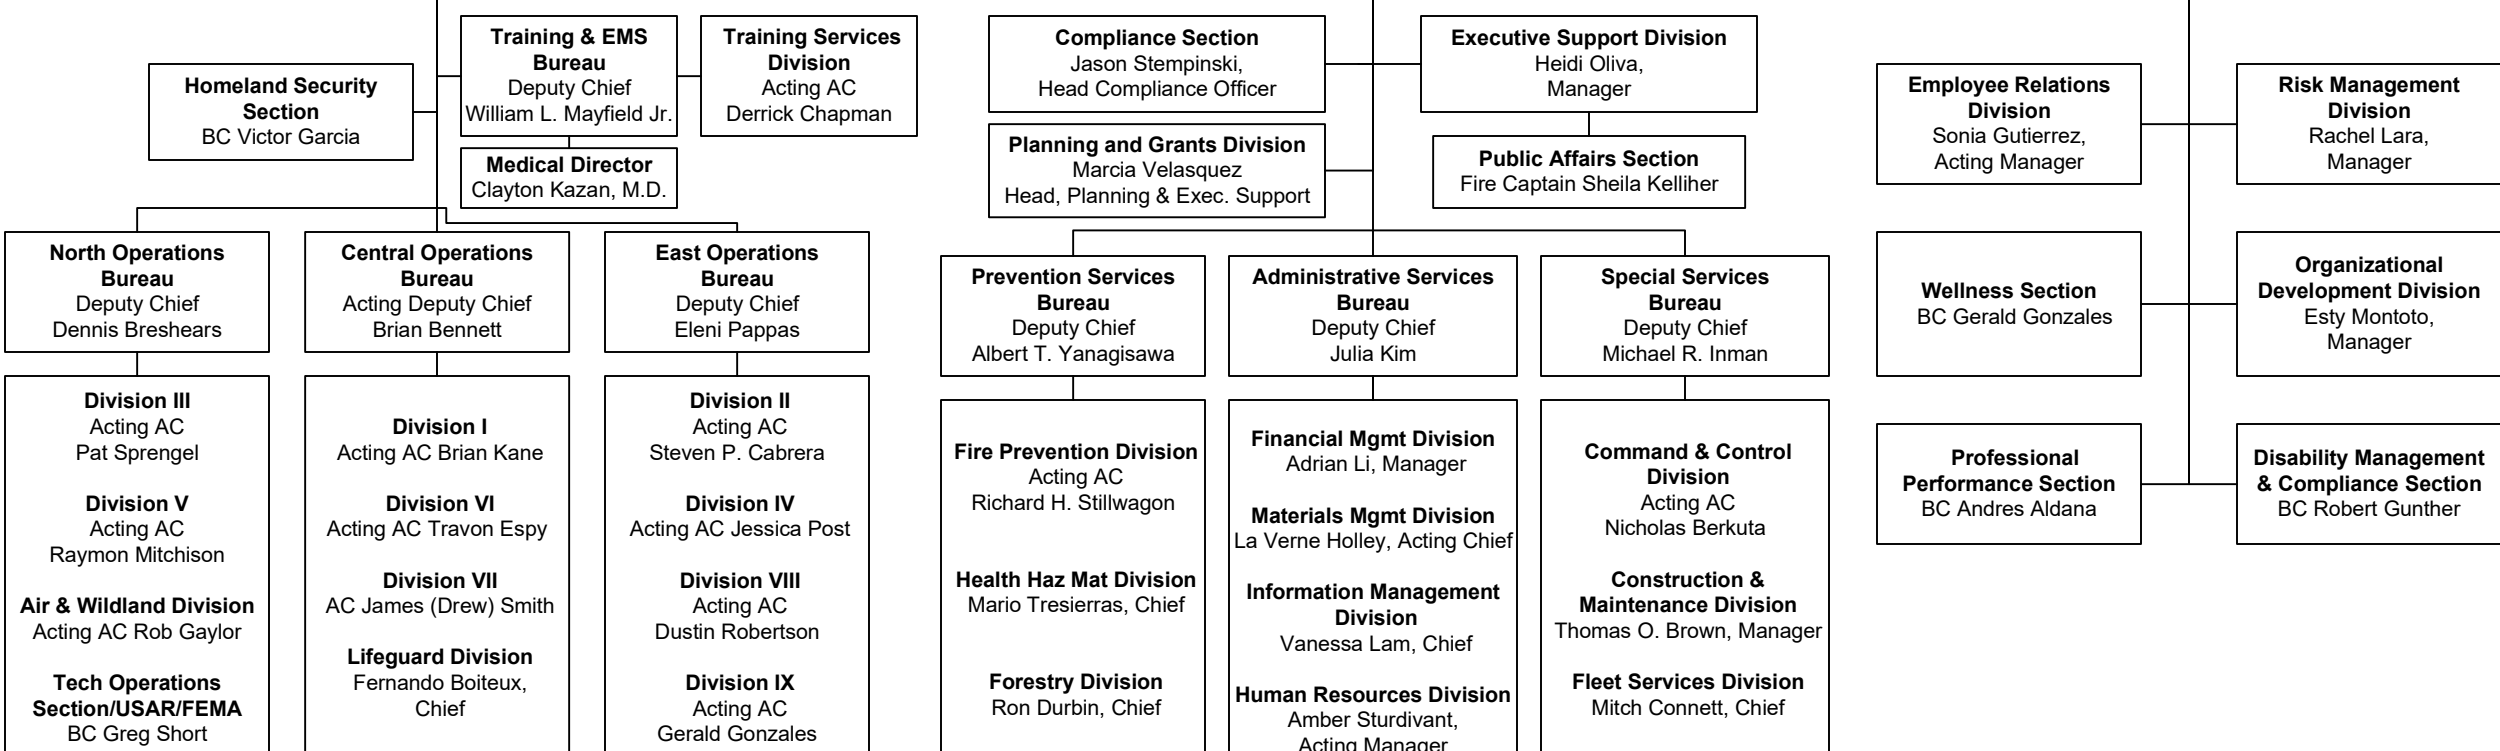 Homeland Security
Section
BC Victor Garcia
Training & EMS
Bureau
Deputy Chief
William L. Mayfield Jr.
Training Services
Division
Acting AC
Derrick Chapman
Medical Director
Clayton Kazan, M.D.
North Operations
Bureau
Deputy Chief
Dennis Breshears
Central Operations
Bureau
Acting Deputy Chief
Brian Bennett
East Operations
Bureau
Deputy Chief
Eleni Pappas
Division III
Acting AC
Pat Sprengel
Division V
Acting AC
Raymon Mitchison
Air & Wildland Division
Acting AC Rob Gaylor
Tech Operations
Section/USAR/FEMA
BC Greg Short
Division I
Acting AC Brian Kane
Division VI
Acting AC Travon Espy
Division VII
AC James (Drew) Smith
Lifeguard Division
Fernando Boiteux,
Chief
Division II
Acting AC
Steven P. Cabrera
Division IV
Acting AC Jessica Post
Division VIII
Acting AC
Dustin Robertson
Division IX
Acting AC
Gerald Gonzales
Compliance Section
Jason Stempinski,
Head Compliance Officer
Executive Support Division
Heidi Oliva,
Manager
Planning and Grants Division
Marcia Velasquez
Head, Planning & Exec. Support
Public Affairs Section
Fire Captain Sheila Kelliher
Prevention Services
Bureau
Deputy Chief
Albert T. Yanagisawa
Administrative Services
Bureau
Deputy Chief
Julia Kim
Special Services
Bureau
Deputy Chief
Michael R. Inman
Fire Prevention Division
Acting AC
Richard H. Stillwagon
Health Haz Mat Division
Mario Tresierras, Chief
Forestry Division
Ron Durbin, Chief
Financial Mgmt Division
Adrian Li, Manager
Materials Mgmt Division
La Verne Holley, Acting Chief
Information Management
Division
Vanessa Lam, Chief
Human Resources Division
Amber Sturdivant,
Acting Manager
Command & Control
Division
Acting AC
Nicholas Berkuta
Construction &
Maintenance Division
Thomas O. Brown, Manager
Fleet Services Division
Mitch Connett, Chief
Employee Relations
Division
Sonia Gutierrez,
Acting Manager
Risk Management
Division
Rachel Lara,
Manager
Wellness Section
BC Gerald Gonzales
Organizational
Development Division
Esty Montoto,
Manager
Professional
Performance Section
BC Andres Aldana
Disability Management
& Compliance Section
BC Robert Gunther